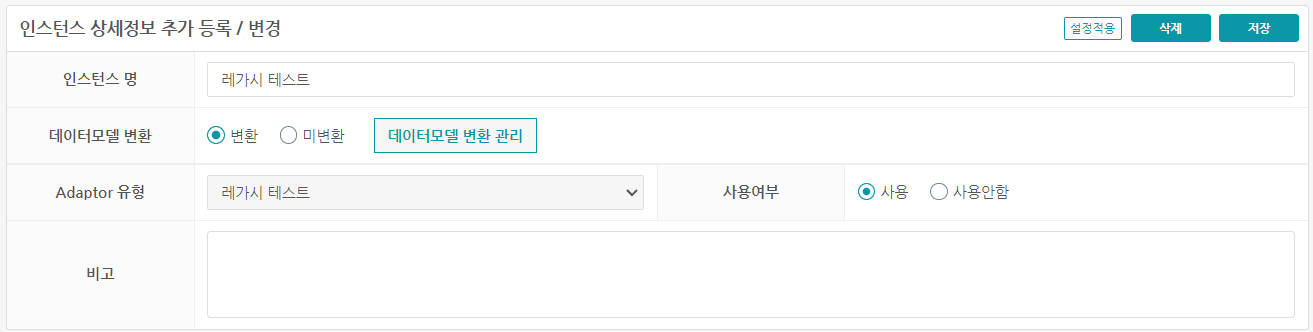 인스턴스 상세정보 추가 등록 / 변경 설정적용 삭제 저장
인스턴스 명 레가시 테스트
데이터모델 변환 변환 미변환 데이터모델 변환 관리
Adaptor 유형 레가시 테스트 사용여부 사용 사용안함
비고